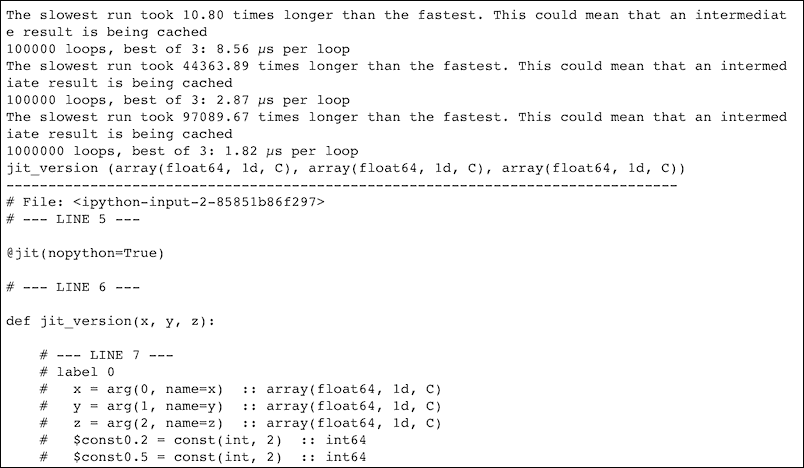 The slowest run took 10.80 times longer than the fastest. This could mean that an intermediat
e result is being cached
100000 loops, best of 3: 8.56 µs per loop
The slowest run took 44363.89 times longer than the fastest. This could mean that an intermed
iate result is being cached
100000 loops, best of 3: 2.87 µs per loop
The slowest run took 97089.67 times longer than the fastest. This could mean that an intermed
iate result is being cached
1000000 loops, best of 3: 1.82 µs per loop
jit_version (array(float64, 1d, C), array(float64, 1d, C), array(float64, 1d, C))
--------------------------------------------------------------------------------
# File: <ipython-input-2-85851b86f297>
# --- LINE 5 ---
@jit(nopython=True)
# --- LINE 6 ---
def jit_version(x, y, z):
    # --- LINE 7 ---
    # label 0
    #   x = arg(0, name=x)  :: array(float64, 1d, C)
    #   y = arg(1, name=y)  :: array(float64, 1d, C)
    #   z = arg(2, name=z)  :: array(float64, 1d, C)
    #   $const0.2 = const(int, 2)  :: int64
    #   $const0.5 = const(int, 2)  :: int64